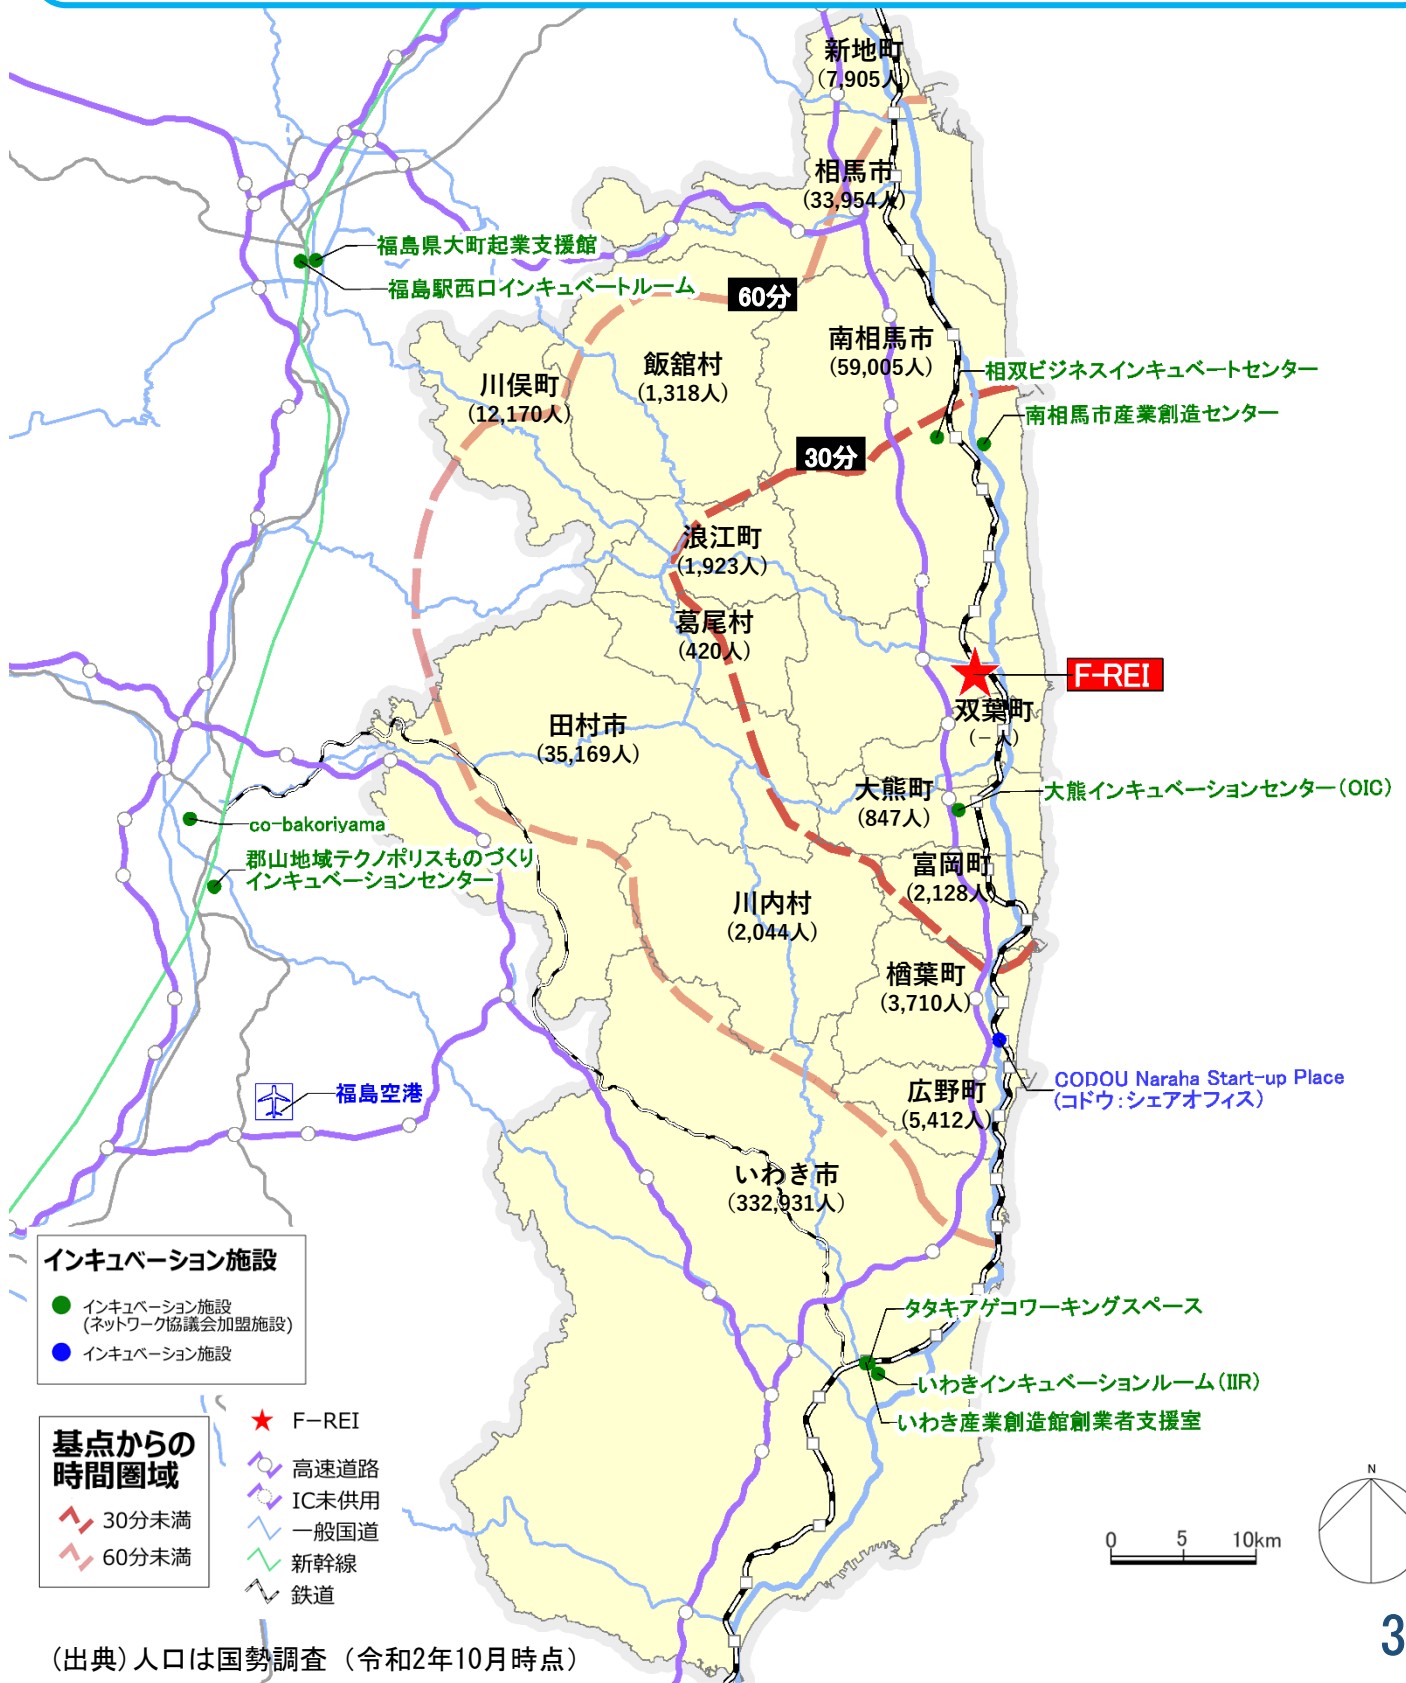 新地町
(7,905人)
相馬市
(33,954人)
福島県大町起業支援館
福島駅西口インキュベートルーム
60分
南相馬市
(59,005人)
飯舘村
(1,318人)
川俣町
(12,170人)
相双ビジネスインキュベートセンター
南相馬市産業創造センター
30分
浪江町
(1,923人)
葛尾村
(420人)
F-REI
双葉町
(-人)
田村市
(35,169人)
大熊町
(847人)
大熊インキュベーションセンター(OIC)
co-bakoriyama
郡山地域テクノポリスものづくり
インキュベーションセンター
富岡町
(2,128人)
川内村
(2,044人)
楢葉町
(3,710人)
CODOU Naraha Start-up Place
(コドウ:シェアオフィス)
福島空港
広野町
(5,412人)
いわき市
(332,931人)
タタキアゲコワーキングスペース
いわきインキュベーションルーム(IIR)
いわき産業創造館創業者支援室
インキュベーション施設
インキュベーション施設
(ネットワーク協議会加盟施設)
インキュベーション施設
基点からの
時間圏域
30分未満
60分未満
F-REI
高速道路
IC未供用
一般国道
新幹線
鉄道
0 5 10km
N
(出典)人口は国勢調査(令和2年10月時点)
3